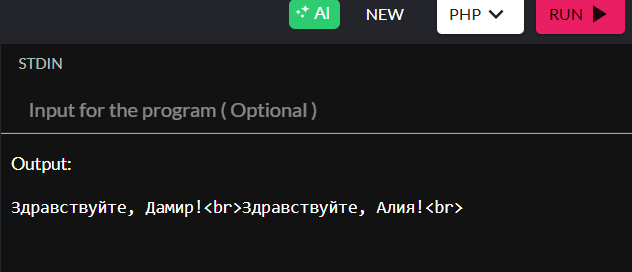 AI NEW PHP RUN
STDIN
Input for the program ( Optional )
Output:
Здравствуйте, Дамир!<br>Здравствуйте, Алия!<br>